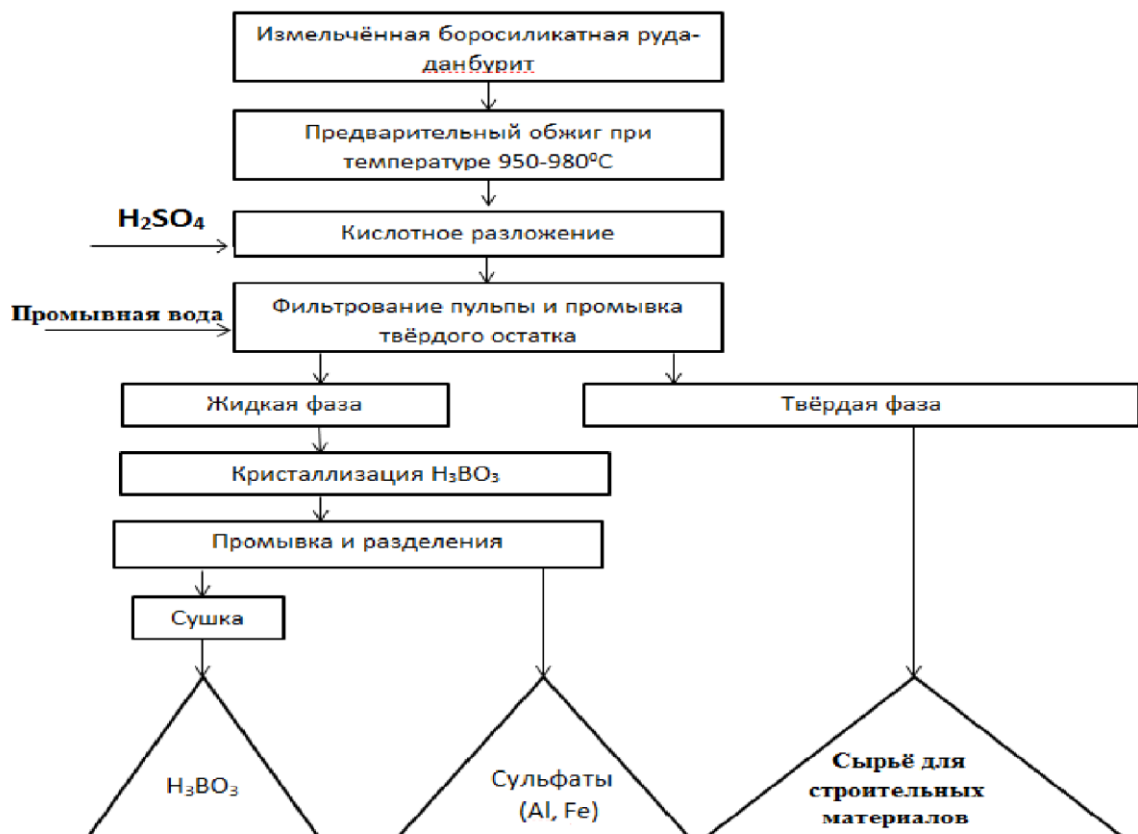 Измельчённая боросиликатная руда-
данбурит
Предварительный обжиг при
температуре 950-980⁰С
H₂SO₄
Кислотное разложение
Промывная вода
Фильтрование пульпы и промывка
твёрдого остатка
Жидкая фаза
Твёрдая фаза
Кристаллизация H₃BO₃
Промывка и разделения
Сушка
H₃BO₃
Сульфаты
(Al, Fe)
Сырьё для
строительных
материалов